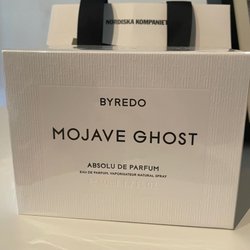 NORDISKA KOMPANIET
BYREDO
MOJAVE GHOST
ABSOLU DE PARFUM
EAU DE PARFUM, VAPORISATEUR NATURAL SPRAY